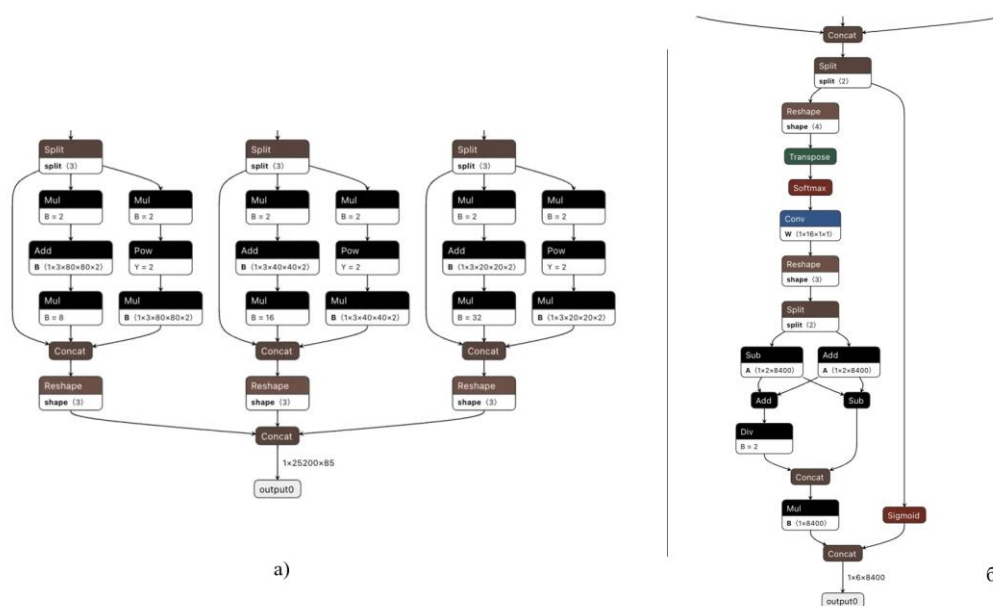 Split
split ⟨3⟩
Mul
B = 2
Mul
B = 2
Add
B ⟨1×3×80×80×2⟩
Pow
Y = 2
Mul
B = 8
Mul
B ⟨1×3×80×80×2⟩
Concat
Reshape
shape ⟨3⟩
Split
split ⟨3⟩
Mul
B = 2
Mul
B = 2
Add
B ⟨1×3×40×40×2⟩
Pow
Y = 2
Mul
B = 16
Mul
B ⟨1×3×40×40×2⟩
Concat
Reshape
shape ⟨3⟩
Split
split ⟨3⟩
Mul
B = 2
Mul
B = 2
Add
B ⟨1×3×20×20×2⟩
Pow
Y = 2
Mul
B = 32
Mul
B ⟨1×3×20×20×2⟩
Concat
Reshape
shape ⟨3⟩
Concat
1×25200×85
output0
а)
Concat
Split
split ⟨2⟩
Reshape
shape ⟨4⟩
Transpose
Softmax
Conv
W ⟨1×16×1×1⟩
Reshape
shape ⟨3⟩
Split
split ⟨2⟩
Sub
A ⟨1×2×8400⟩
Add
A ⟨1×2×8400⟩
Add
Sub
Div
B = 2
Concat
Mul
B ⟨1×8400⟩
Sigmoid
Concat
1×6×8400
output0
б